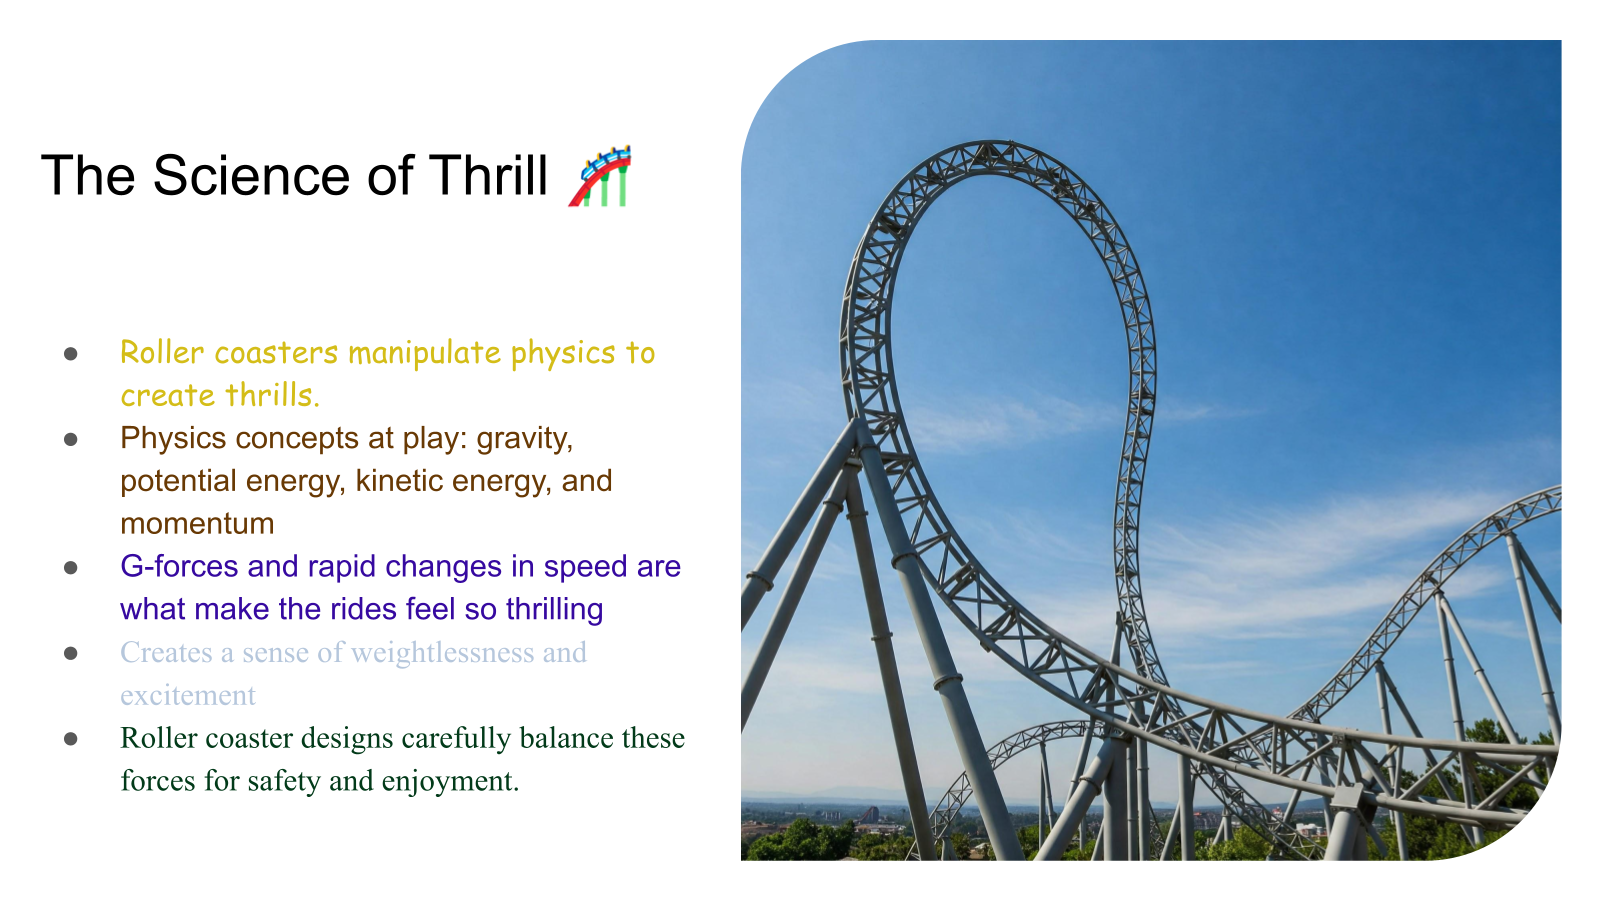 The Science of Thrill 🎢
● Roller coasters manipulate physics to
create thrills.
● Physics concepts at play: gravity,
potential energy, kinetic energy, and
momentum
● G-forces and rapid changes in speed are
what make the rides feel so thrilling
● Creates a sense of weightlessness and
excitement
● Roller coaster designs carefully balance these
forces for safety and enjoyment.